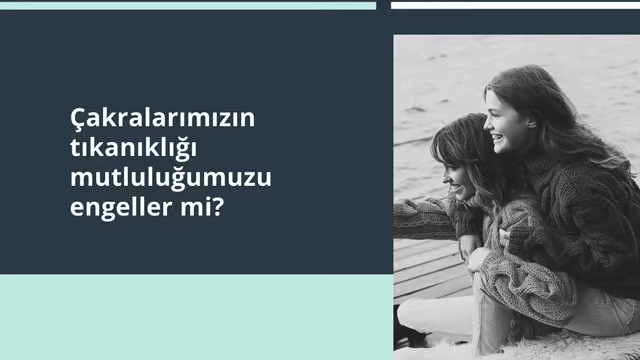 Çakralarımızın
tıkanıklığı
mutluluğumuzu
engeller mi?